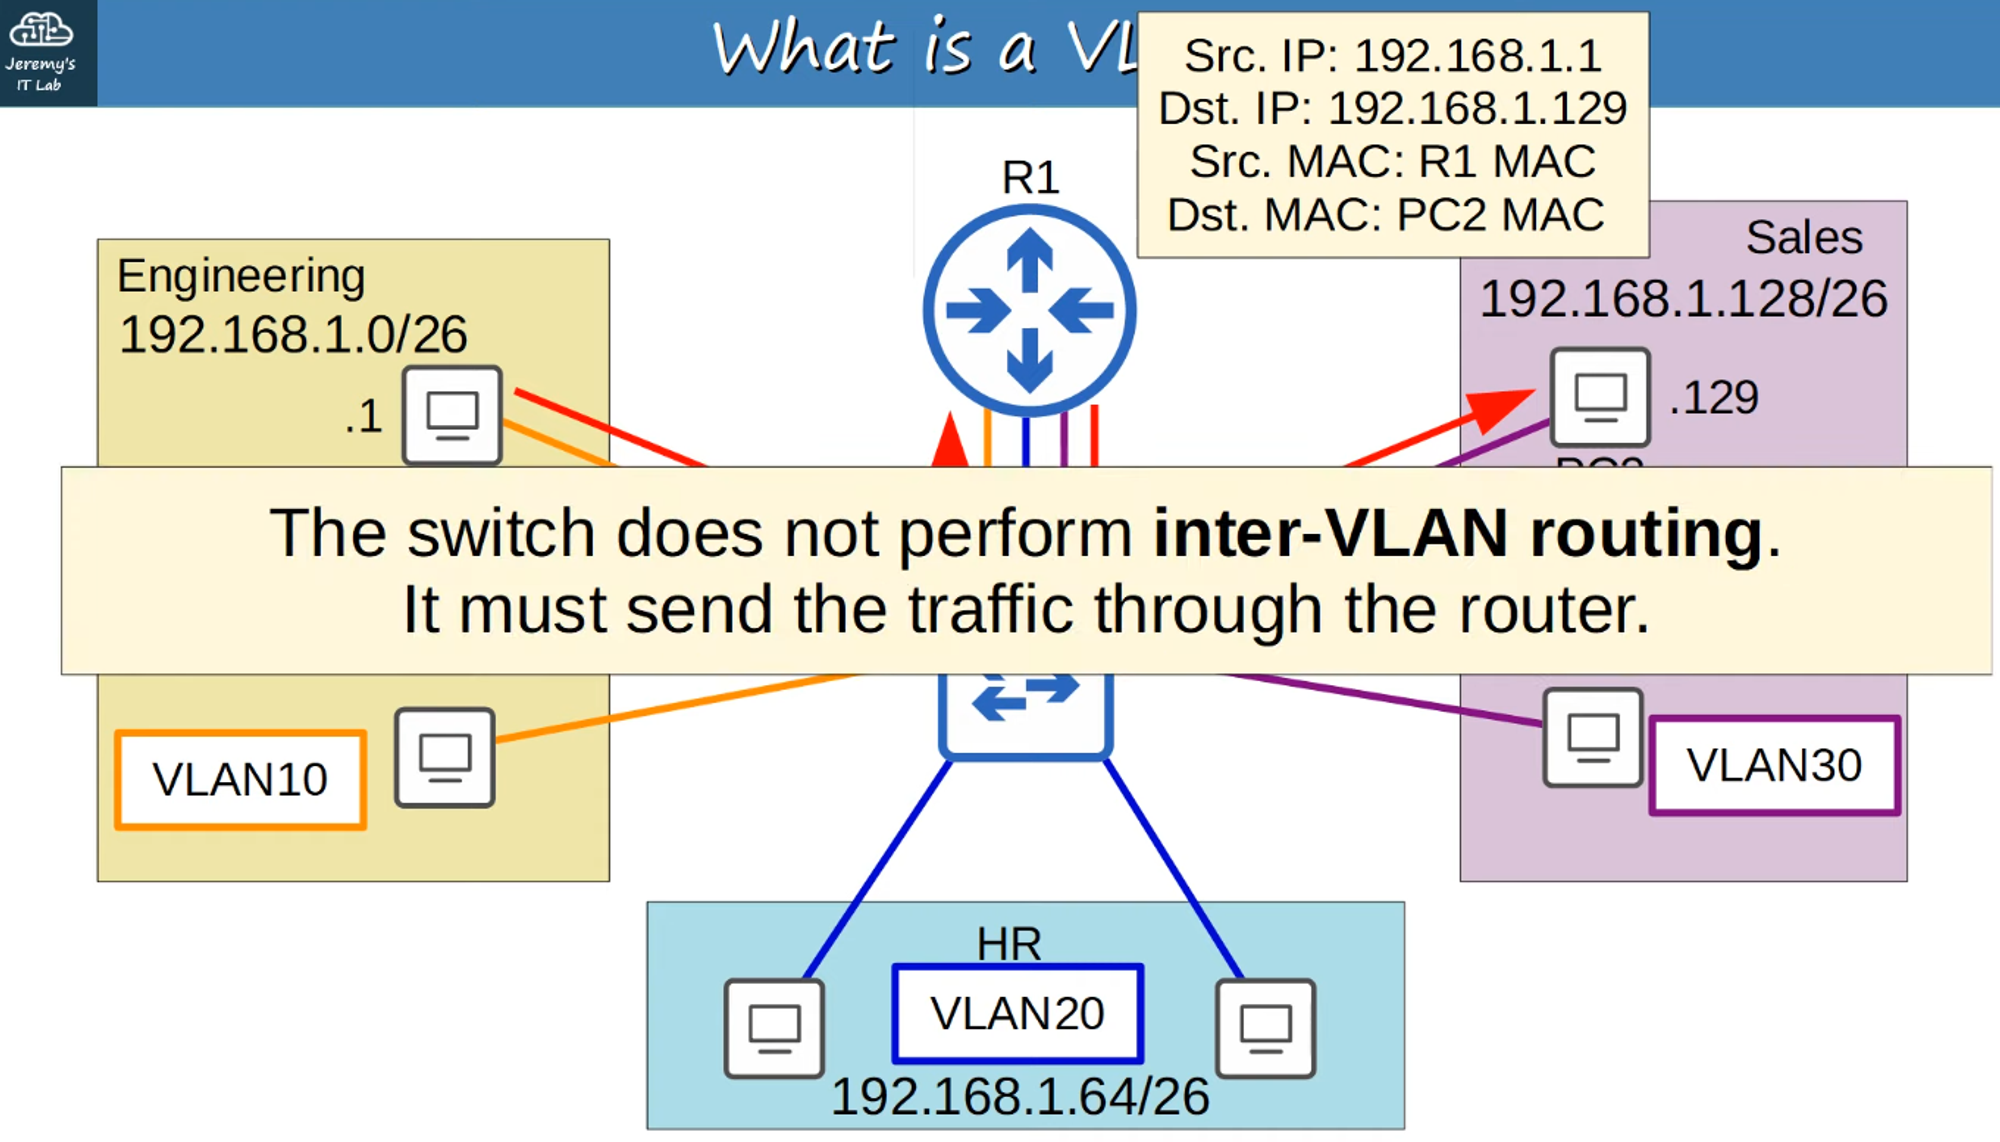 Jeremy's
IT Lab
What is a VL
Src. IP: 192.168.1.1
Dst. IP: 192.168.1.129
Src. MAC: R1 MAC
Dst. MAC: PC2 MAC
R1
Engineering
192.168.1.0/26
.1
Sales
192.168.1.128/26
.129
The switch does not perform inter-VLAN routing.
It must send the traffic through the router.
VLAN10
VLAN30
HR
VLAN20
192.168.1.64/26